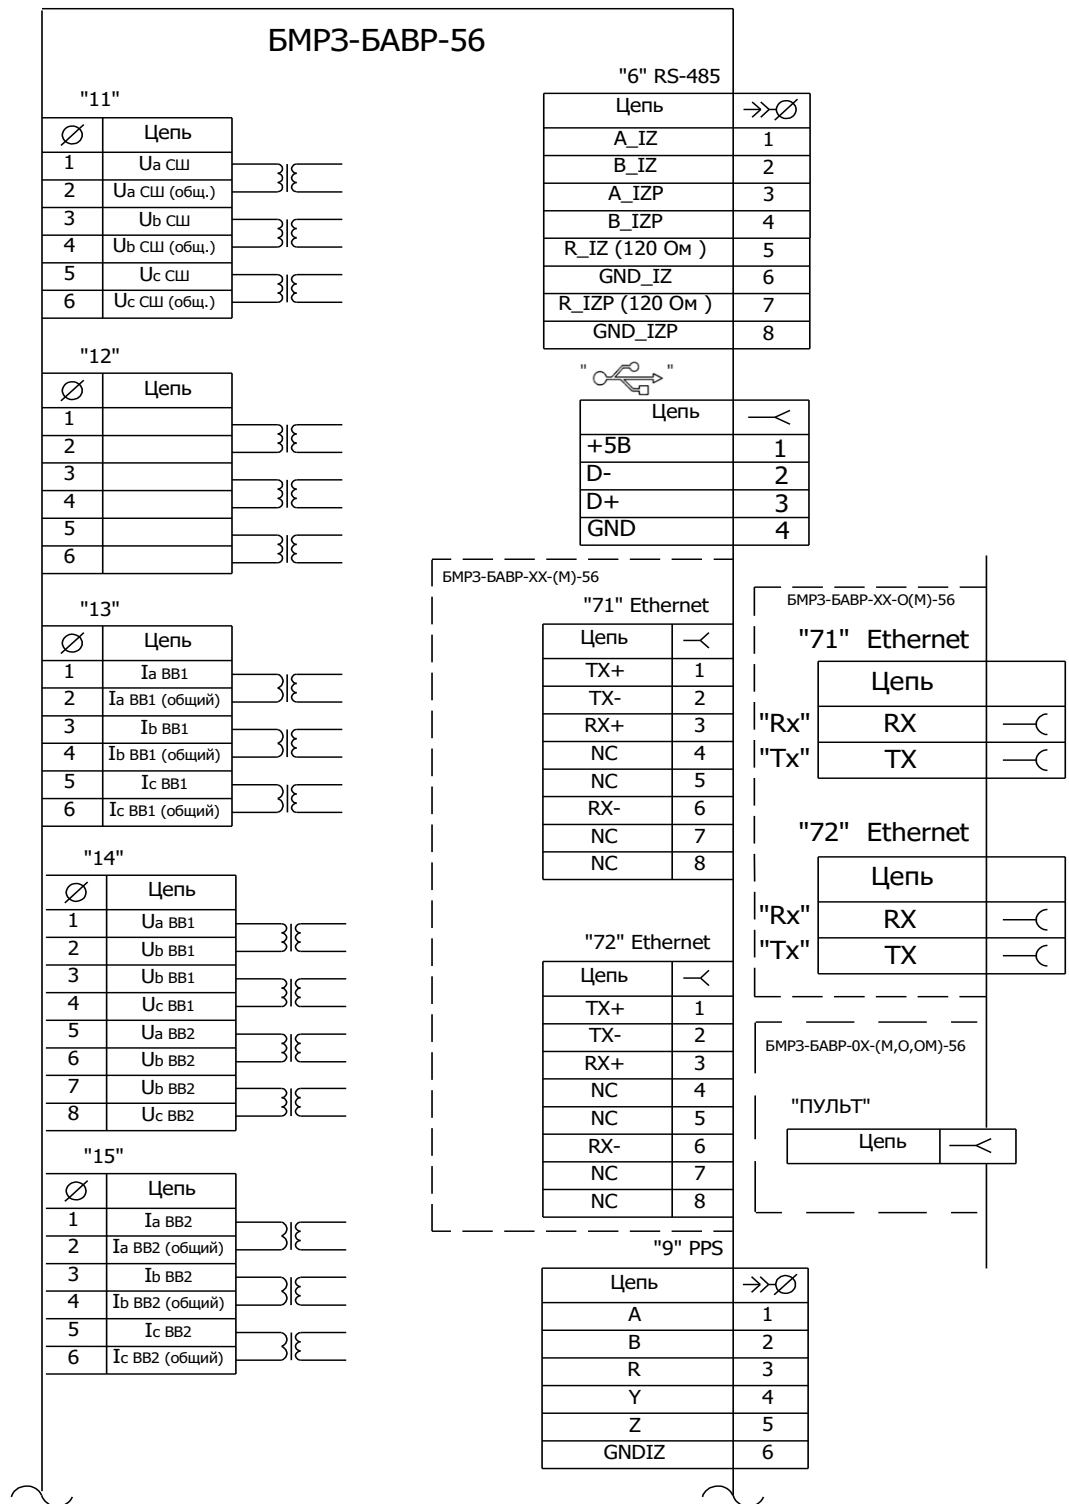 БМРЗ-БАВР-56
"11"
Цепь
1 Ua СШ
2 Ua СШ (общ.)
3 Ub СШ
4 Ub СШ (общ.)
5 Uc СШ
6 Uc СШ (общ.)
"12"
Цепь
1
2
3
4
5
6
"13"
Цепь
1 Ia ВВ1
2 Ia ВВ1 (общий)
3 Ib ВВ1
4 Ib ВВ1 (общий)
5 Ic ВВ1
6 Ic ВВ1 (общий)
"14"
Цепь
1 Ua ВВ1
2 Ub ВВ1
3 Ub ВВ1
4 Uc ВВ1
5 Ua ВВ2
6 Ub ВВ2
7 Ub ВВ2
8 Uc ВВ2
"15"
Цепь
1 Ia ВВ2
2 Ia ВВ2 (общий)
3 Ib ВВ2
4 Ib ВВ2 (общий)
5 Ic ВВ2
6 Ic ВВ2 (общий)
"6" RS-485
Цепь
A_IZ 1
B_IZ 2
A_IZP 3
B_IZP 4
R_IZ (120 Ом ) 5
GND_IZ 6
R_IZP (120 Ом ) 7
GND_IZP 8
" "
Цепь
+5В 1
D- 2
D+ 3
GND 4
БМРЗ-БАВР-ХХ-(М)-56
"71" Ethernet
Цепь
TX+ 1
TX- 2
RX+ 3
NC 4
NC 5
RX- 6
NC 7
NC 8
"72" Ethernet
Цепь
TX+ 1
TX- 2
RX+ 3
NC 4
NC 5
RX- 6
NC 7
NC 8
БМРЗ-БАВР-ХХ-О(М)-56
"71" Ethernet
Цепь
"Rx" RX
"Tx" TX
"72" Ethernet
Цепь
"Rx" RX
"Tx" TX
БМРЗ-БАВР-0Х-(М,О,ОМ)-56
"ПУЛЬТ"
Цепь
"9" PPS
Цепь
A 1
B 2
R 3
Y 4
Z 5
GNDIZ 6